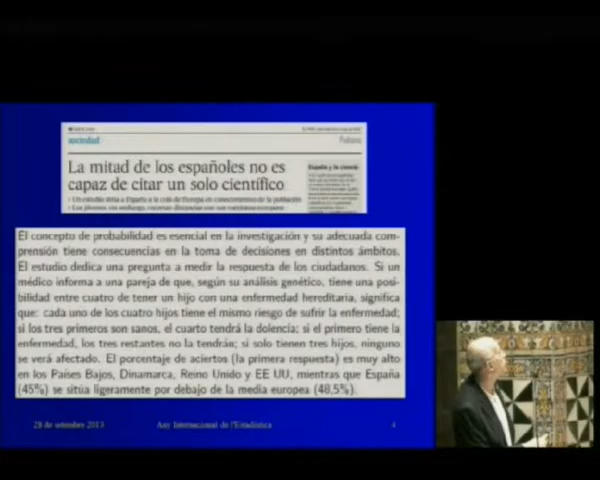 sociedad
La mitad de los españoles no es
capaz de citar un solo científico
España y la ciencia
El concepto de probabilidad es esencial en la investigación y su adecuada com-
prensión tiene consecuencias en la toma de decisiones en distintos ámbitos.
El estudio dedica una pregunta a medir la respuesta de los ciudadanos. Si un
médico informa a una pareja de que, según su análisis genético, tiene una posi-
bilidad entre cuatro de tener un hijo con una enfermedad hereditaria, significa
que: cada uno de los cuatro hijos tiene el mismo riesgo de sufrir la enfermedad;
si los tres primeros son sanos, el cuarto tendrá la dolencia; si el primero tiene la
enfermedad, los tres restantes no la tendrán; si solo tienen tres hijos, ninguno
se verá afectado. El porcentaje de aciertos (la primera respuesta) es muy alto
en los Países Bajos, Dinamarca, Reino Unido y EE UU, mientras que España
(45%) se sitúa ligeramente por debajo de la media europea (48,5%).
28 de setembre 2013 Any Internacional de l'Estadística 4